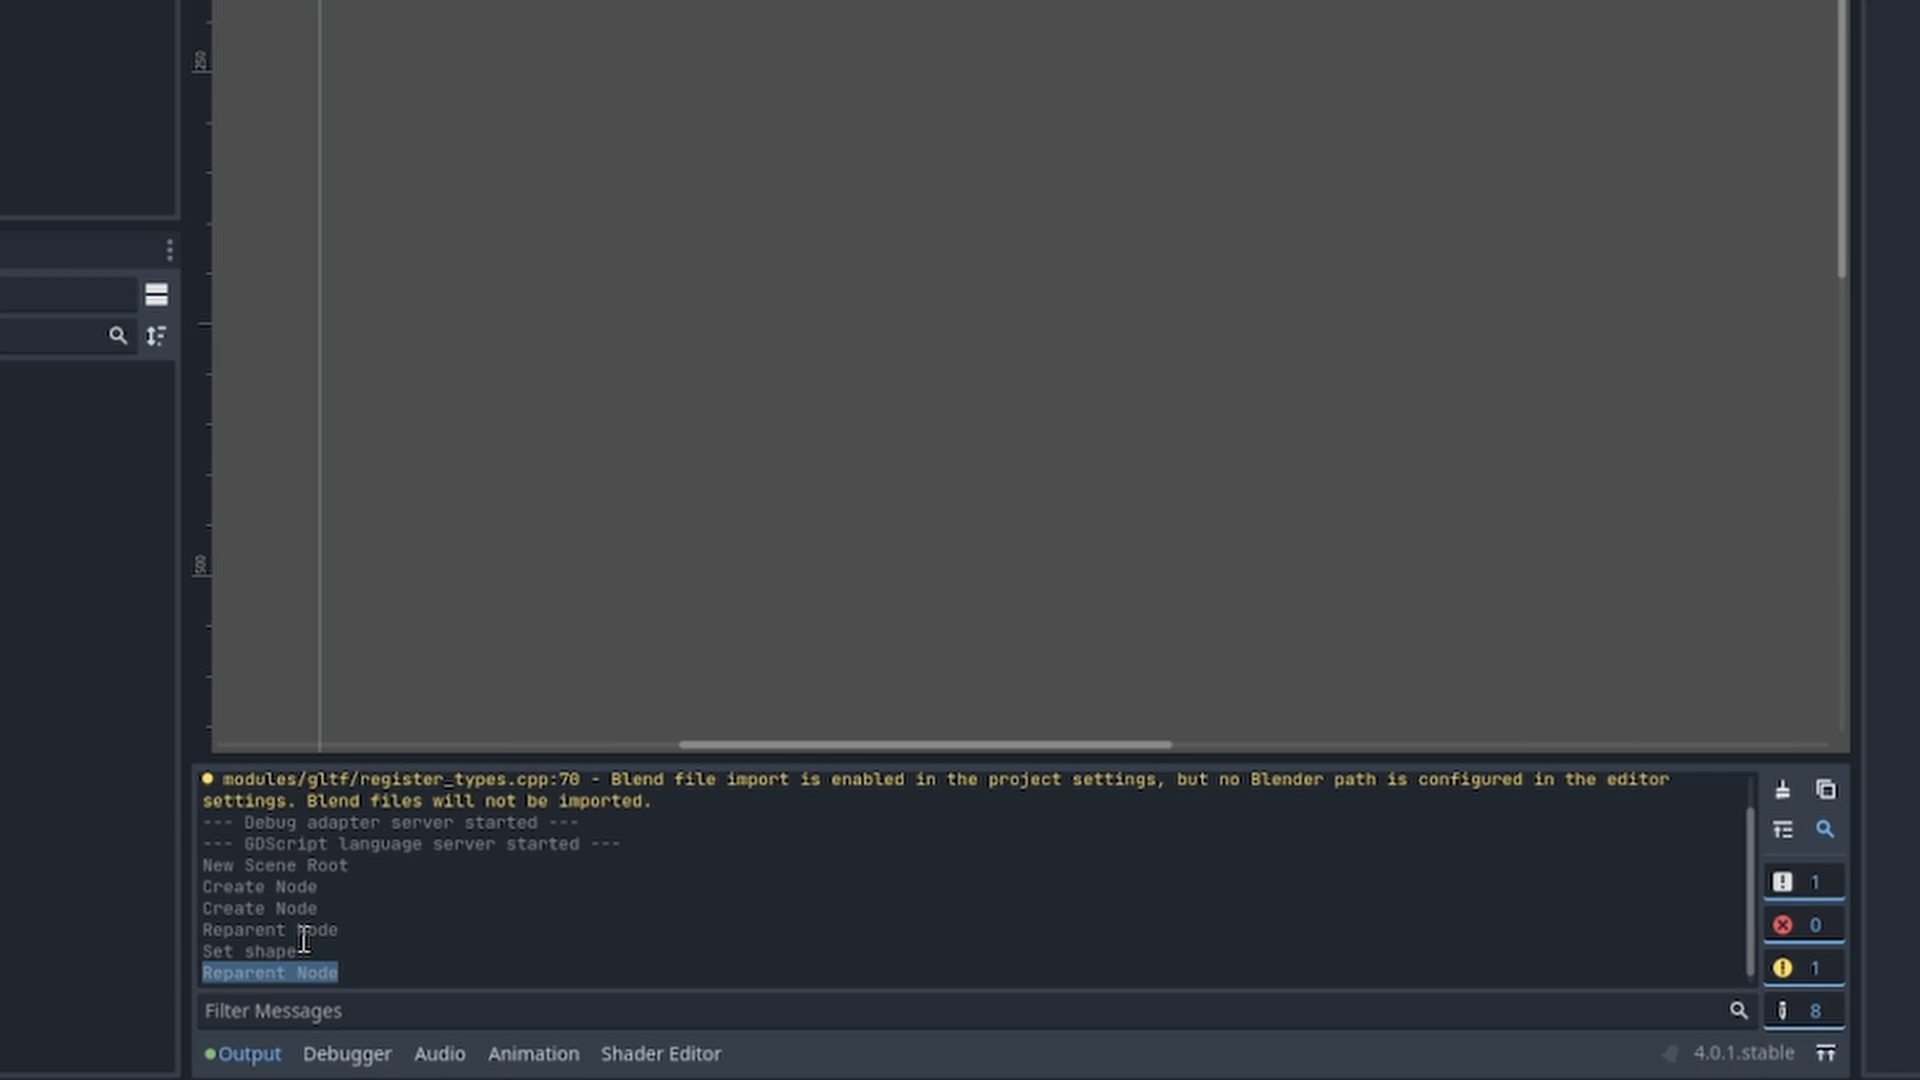 250
500
modules/gltf/register_types.cpp:70 - Blend file import is enabled in the project settings, but no Blender path is configured in the editor
settings. Blend files will not be imported.
--- Debug adapter server started ---
--- GDScript language server started ---
New Scene Root
Create Node
Create Node
Reparent Node
Set shape
Reparent Node
1
0
1
8
Filter Messages
Output Debugger Audio Animation Shader Editor
4.0.1.stable